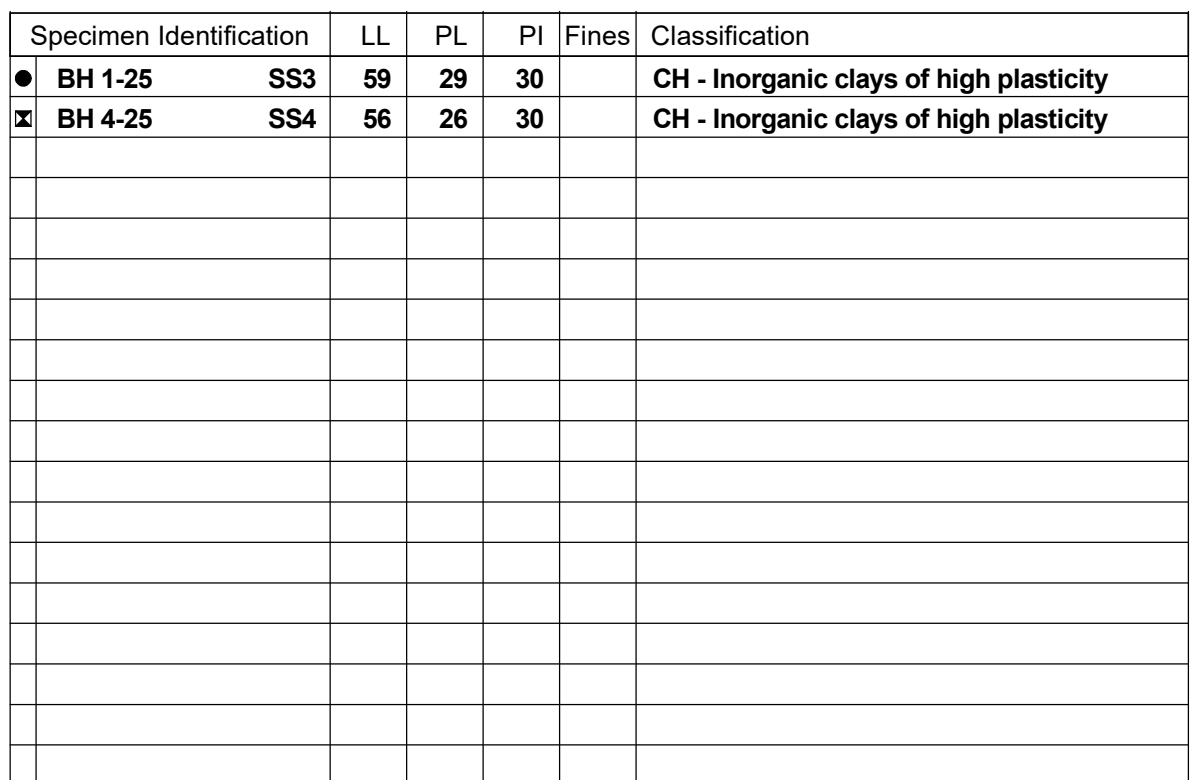 Specimen Identification LL PL PI Fines Classification
BH 1-25 SS3 59 29 30 CH - Inorganic clays of high plasticity
BH 4-25 SS4 56 26 30 CH - Inorganic clays of high plasticity